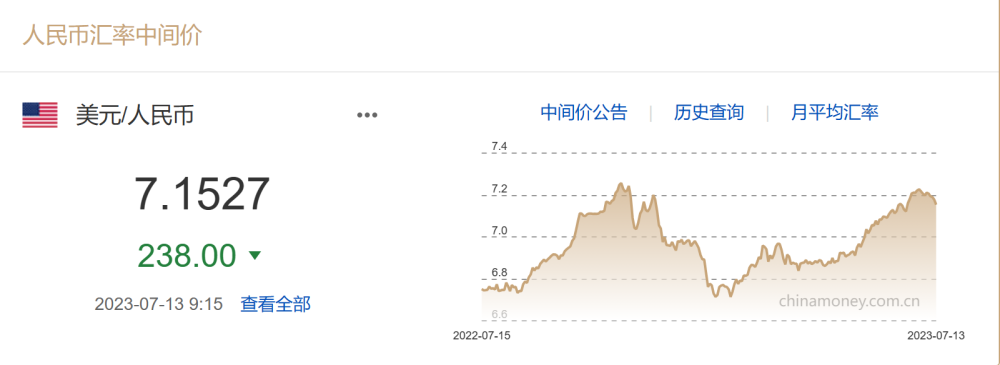 人民币汇率中间价
美元/人民币
•••
7.1527
238.00 ▼
2023-07-13 9:15 查看全部
中间价公告 | 历史查询 | 月平均汇率
7.4
7.2
7.0
6.8
6.6
chinamoney.com.cn
2022-07-15 2023-07-13